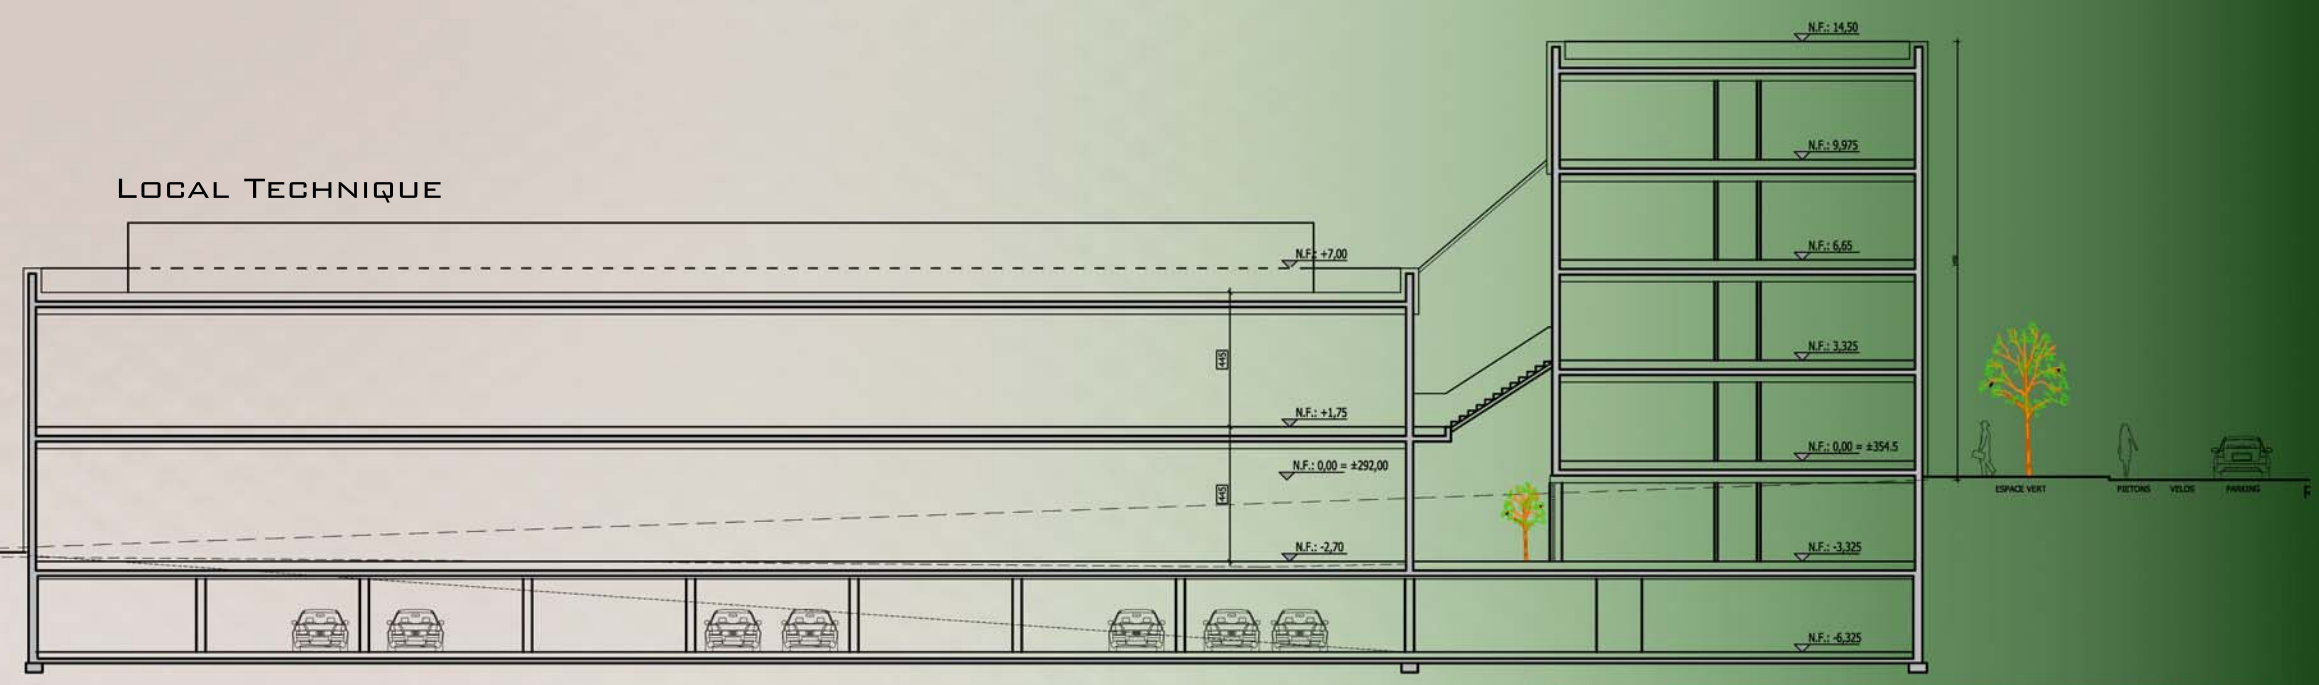 N.F.: 14,50
N.F.: 9,975
LOCAL TECHNIQUE
N.F.: +7,00
N.F.: 6,65
445
N.F.: 3,325
N.F.: +1,75
N.F.: 0,00 = ±354.5
N.F.: 0,00 = ±292,00
445
ESPACE VERT
PIETONS
VELOS
PARKING
N.F.: -2,70
N.F.: -3,325
N.F.: -6,325